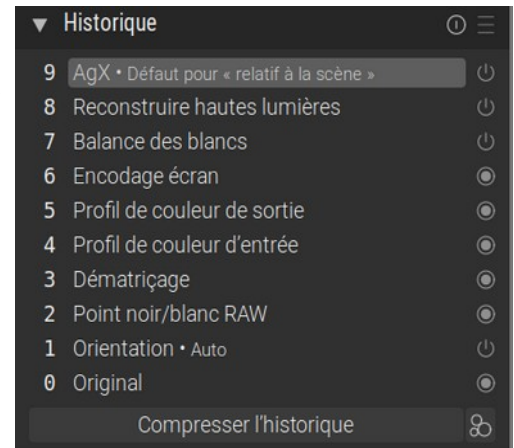 Historique
9 AgX • Défaut pour « relatif à la scène »
8 Reconstruire hautes lumières
7 Balance des blancs
6 Encodage écran
5 Profil de couleur de sortie
4 Profil de couleur d’entrée
3 Dématriçage
2 Point noir/blanc RAW
1 Orientation • Auto
0 Original
Compresser l’historique